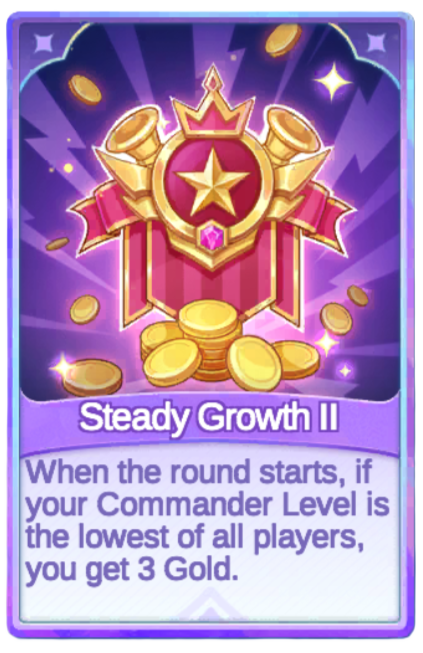 Steady Growth II
When the round starts, if
your Commander Level is
the lowest of all players,
you get 3 Gold.